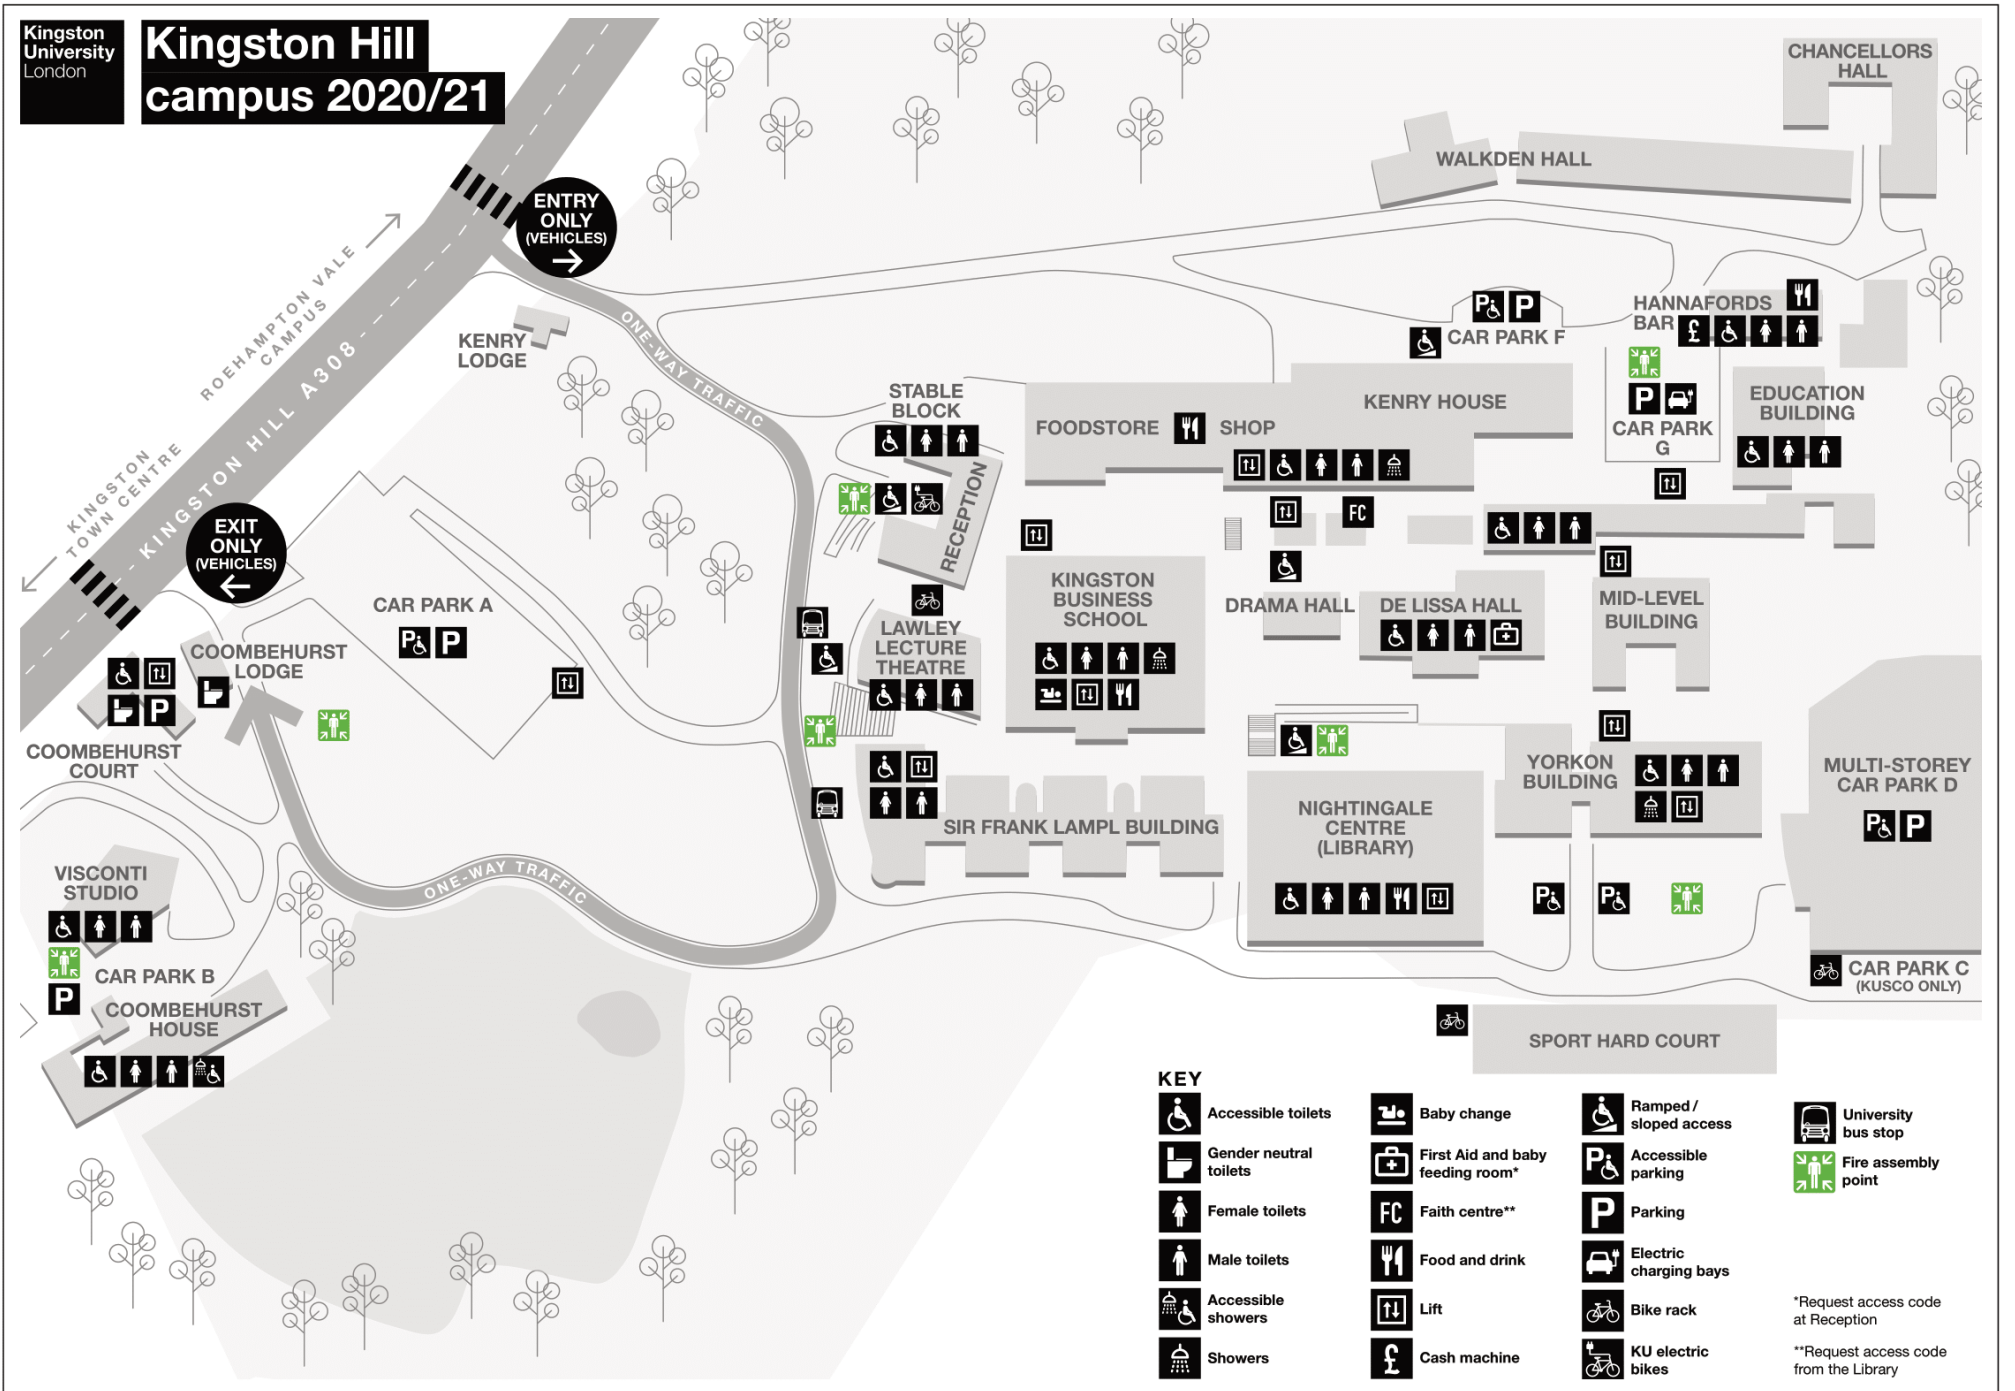 Kingston
University
London
Kingston Hill
campus 2020/21
CHANCELLORS
HALL
WALKDEN HALL
ENTRY
ONLY
(VEHICLES)
ROEHAMPTON VALE
CAMPUS
KINGSTON HILL A308
KINGSTON
TOWN CENTRE
EXIT
ONLY
(VEHICLES)
KENRY
LODGE
ONE-WAY TRAFFIC
STABLE
BLOCK
RECEPTION
FOODSTORE
SHOP
KENRY HOUSE
P
P
CAR PARK F
HANNAFORDS
BAR
£
P
CAR PARK
G
EDUCATION
BUILDING
FC
CAR PARK A
P
P
COOMBEHURST
LODGE
P
COOMBEHURST
COURT
LAWLEY
LECTURE
THEATRE
KINGSTON
BUSINESS
SCHOOL
DRAMA HALL
DE LISSA HALL
MID-LEVEL
BUILDING
YORKON
BUILDING
MULTI-STOREY
CAR PARK D
P
P
SIR FRANK LAMPL BUILDING
NIGHTINGALE
CENTRE
(LIBRARY)
P
P
ONE-WAY TRAFFIC
VISCONTI
STUDIO
CAR PARK B
P
COOMBEHURST
HOUSE
CAR PARK C
(KUSCO ONLY)
SPORT HARD COURT
KEY
Accessible toilets
Gender neutral
toilets
Female toilets
Male toilets
Accessible
showers
Showers
Baby change
First Aid and baby
feeding room*
FC
Faith centre**
Food and drink
Lift
£
Cash machine
Ramped /
sloped access
P
Accessible
parking
P
Parking
Electric
charging bays
Bike rack
KU electric
bikes
University
bus stop
Fire assembly
point
*Request access code
at Reception
**Request access code
from the Library